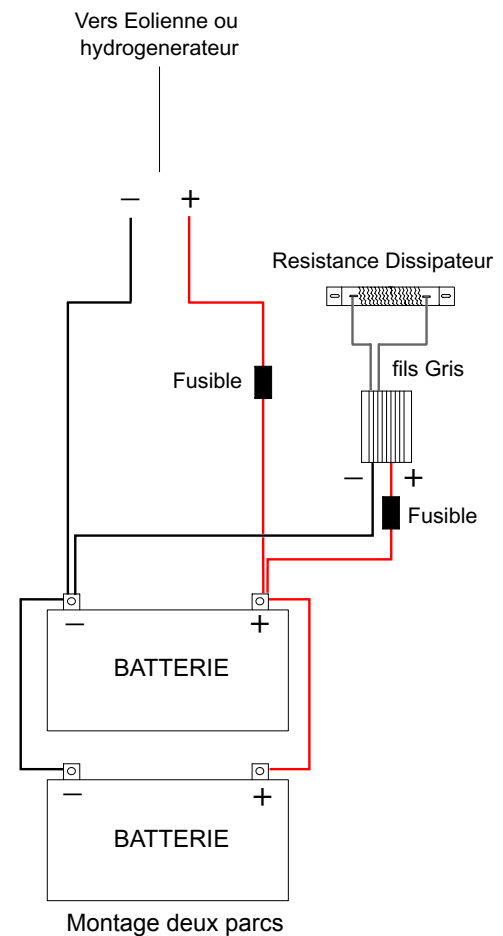 Vers Eolienne ou
hydrogenerateur
– +
Resistance Dissipateur
fils Gris
Fusible
– +
Fusible
– +
BATTERIE
– +
BATTERIE
Montage deux parcs